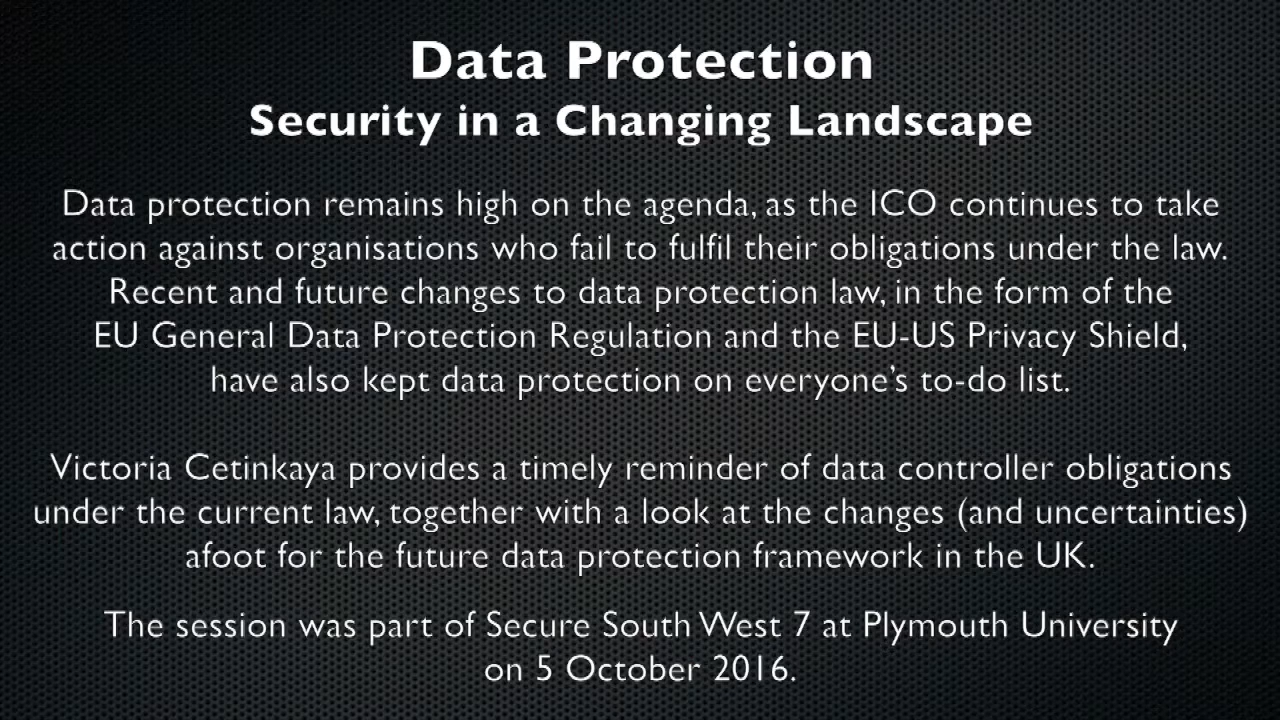 Data Protection
Security in a Changing Landscape
Data protection remains high on the agenda, as the ICO continues to take
action against organisations who fail to fulfil their obligations under the law.
Recent and future changes to data protection law, in the form of the
EU General Data Protection Regulation and the EU-US Privacy Shield,
have also kept data protection on everyone's to-do list.
Victoria Cetinkaya provides a timely reminder of data controller obligations
under the current law, together with a look at the changes (and uncertainties)
afoot for the future data protection framework in the UK.
The session was part of Secure South West 7 at Plymouth University
on 5 October 2016.